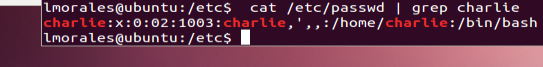 lmorales@ubuntu:/etc$  cat /etc/passwd | grep charlie
charlie:x:0:02:1003:charlie,',,:/home/charlie:/bin/bash
lmorales@ubuntu:/etc$